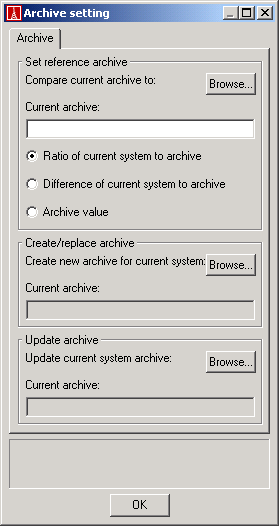 Archive setting
Archive
Set reference archive
Compare current archive to:
Browse...
Current archive:
Ratio of current system to archive
Difference of current system to archive
Archive value
Create/replace archive
Create new archive for current system:
Browse...
Current archive:
Update archive
Update current system archive:
Browse...
Current archive:
OK